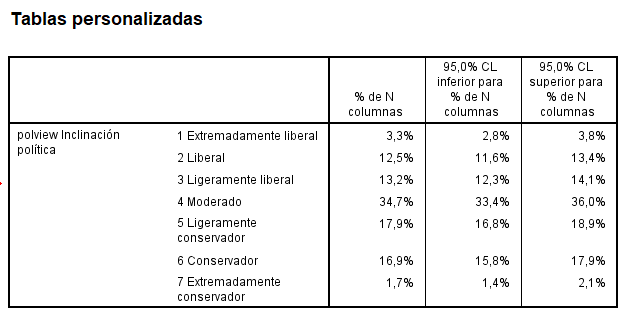 Tablas personalizadas
% de N columnas
95,0% CL inferior para % de N columnas
95,0% CL superior para % de N columnas
polview Inclinación política
1 Extremadamente liberal 3,3% 2,8% 3,8%
2 Liberal 12,5% 11,6% 13,4%
3 Ligeramente liberal 13,2% 12,3% 14,1%
4 Moderado 34,7% 33,4% 36,0%
5 Ligeramente conservador 17,9% 16,8% 18,9%
6 Conservador 16,9% 15,8% 17,9%
7 Extremadamente conservador 1,7% 1,4% 2,1%